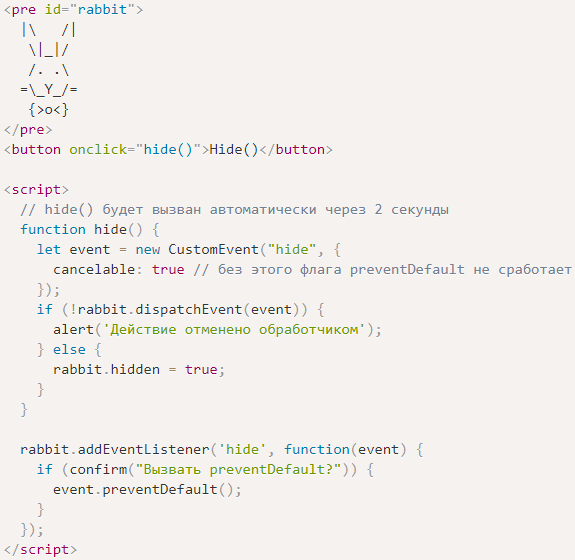 <pre id="rabbit">
  |\   /|
   \|_|/
   /. .\
  =\_Y_/=
   {>o<}
</pre>
<button onclick="hide()">Hide()</button>

<script>
  // hide() будет вызван автоматически через 2 секунды
  function hide() {
    let event = new CustomEvent("hide", {
      cancelable: true // без этого флага preventDefault не сработает
    });
    if (!rabbit.dispatchEvent(event)) {
      alert('Действие отменено обработчиком');
    } else {
      rabbit.hidden = true;
    }
  }

  rabbit.addEventListener('hide', function(event) {
    if (confirm("Вызвать preventDefault?")) {
      event.preventDefault();
    }
  });
</script>